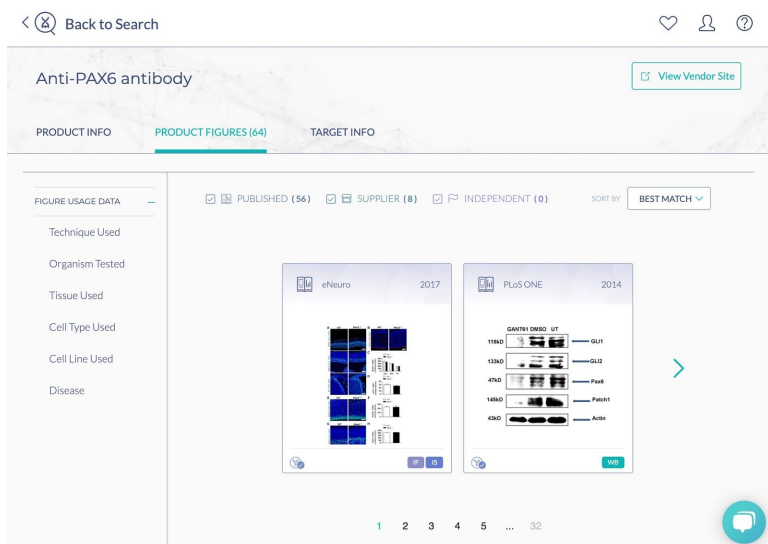 Back to Search
Anti-PAX6 antibody
View Vendor Site
PRODUCT INFO
PRODUCT FIGURES (64)
TARGET INFO
FIGURE USAGE DATA
Technique Used
Organism Tested
Tissue Used
Cell Type Used
Cell Line Used
Disease
PUBLISHED (56)
SUPPLIER (8)
INDEPENDENT (0)
SORT BY
BEST MATCH
eNeuro 2017
IF IS
PLoS ONE 2014
GANT61 DMSO UT
118kD GLI1
133kD GLI2
47kD Pax6
145kD Patch1
43kD Actin
WB
1 2 3 4 5 ... 32